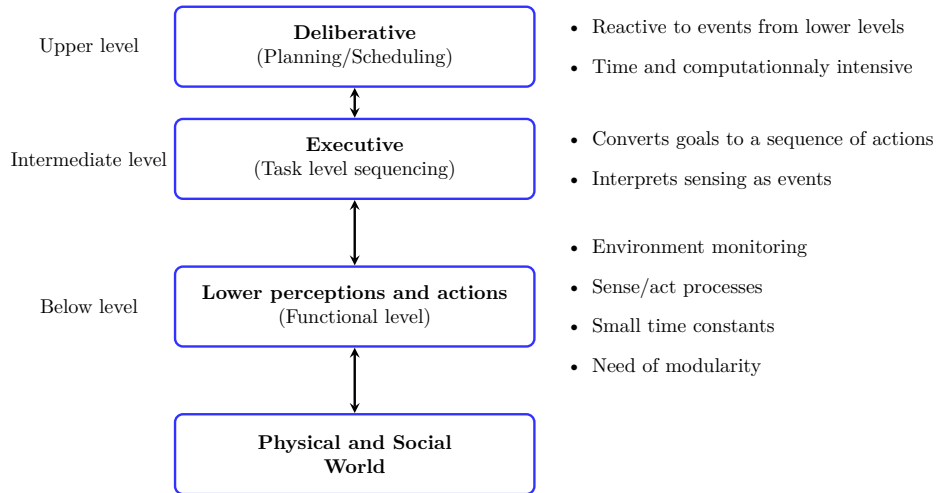 Upper level
Deliberative
(Planning/Scheduling)
• Reactive to events from lower levels
• Time and computationnaly intensive
Intermediate level
Executive
(Task level sequencing)
• Converts goals to a sequence of actions
• Interprets sensing as events
Below level
Lower perceptions and actions
(Functional level)
• Environment monitoring
• Sense/act processes
• Small time constants
• Need of modularity
Physical and Social
World